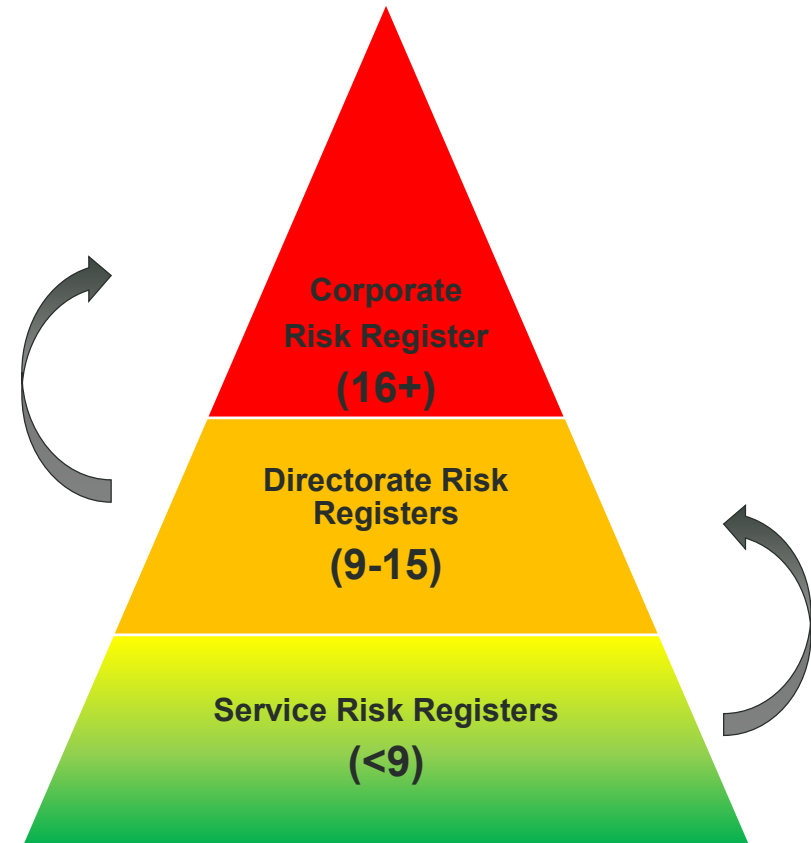 Corporate
Risk Register
(16+)
Directorate Risk
Registers
(9-15)
Service Risk Registers
(<9)